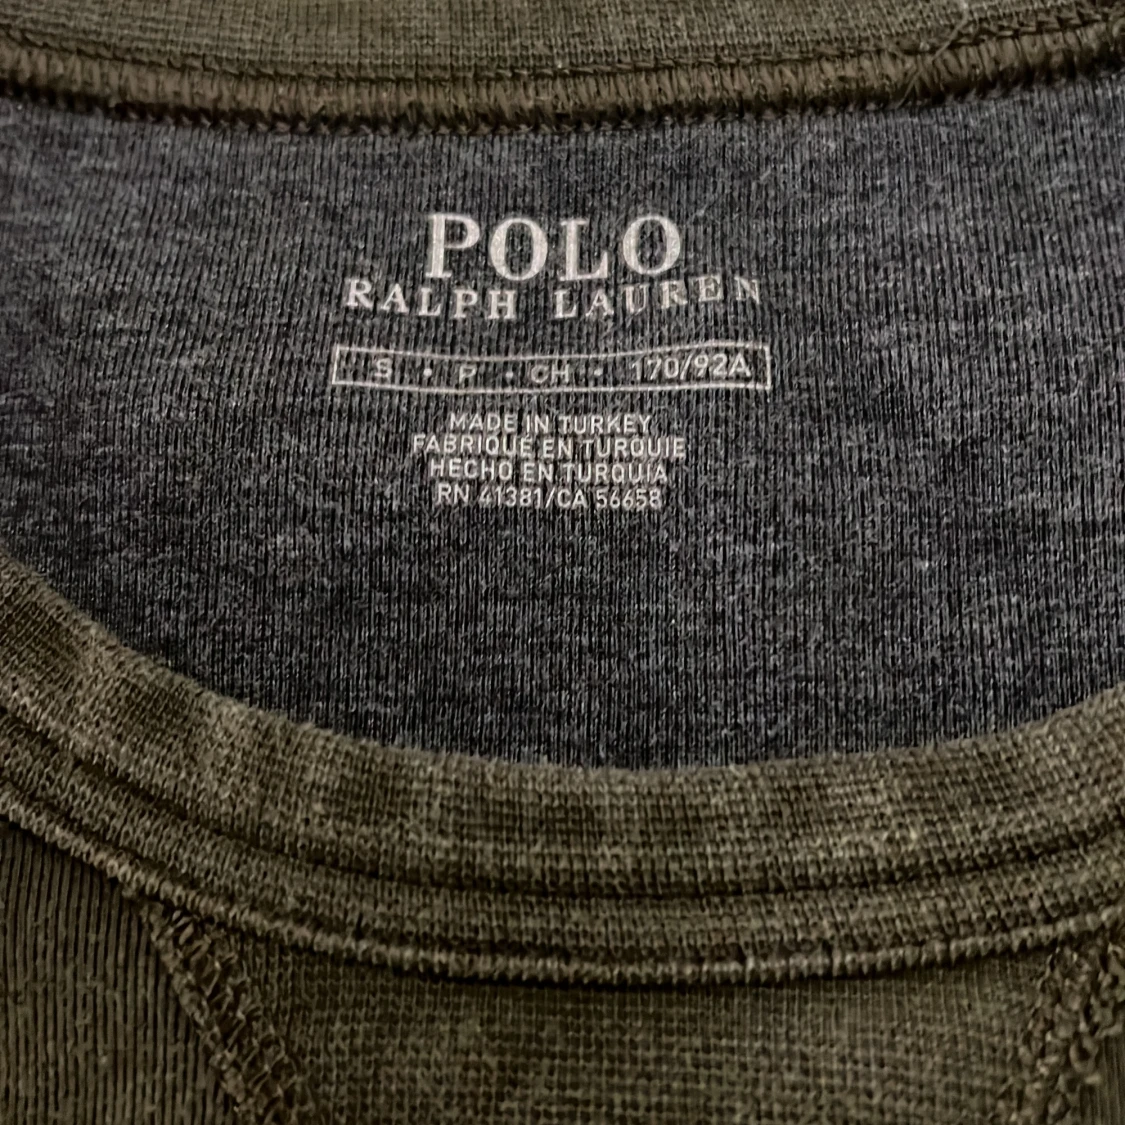 POLO
RALPH LAUREN
S • P • CH • 170/92A
MADE IN TURKEY
FABRIQUÉ EN TURQUIE
HECHO EN TURQUIA
RN 41381/CA 56658